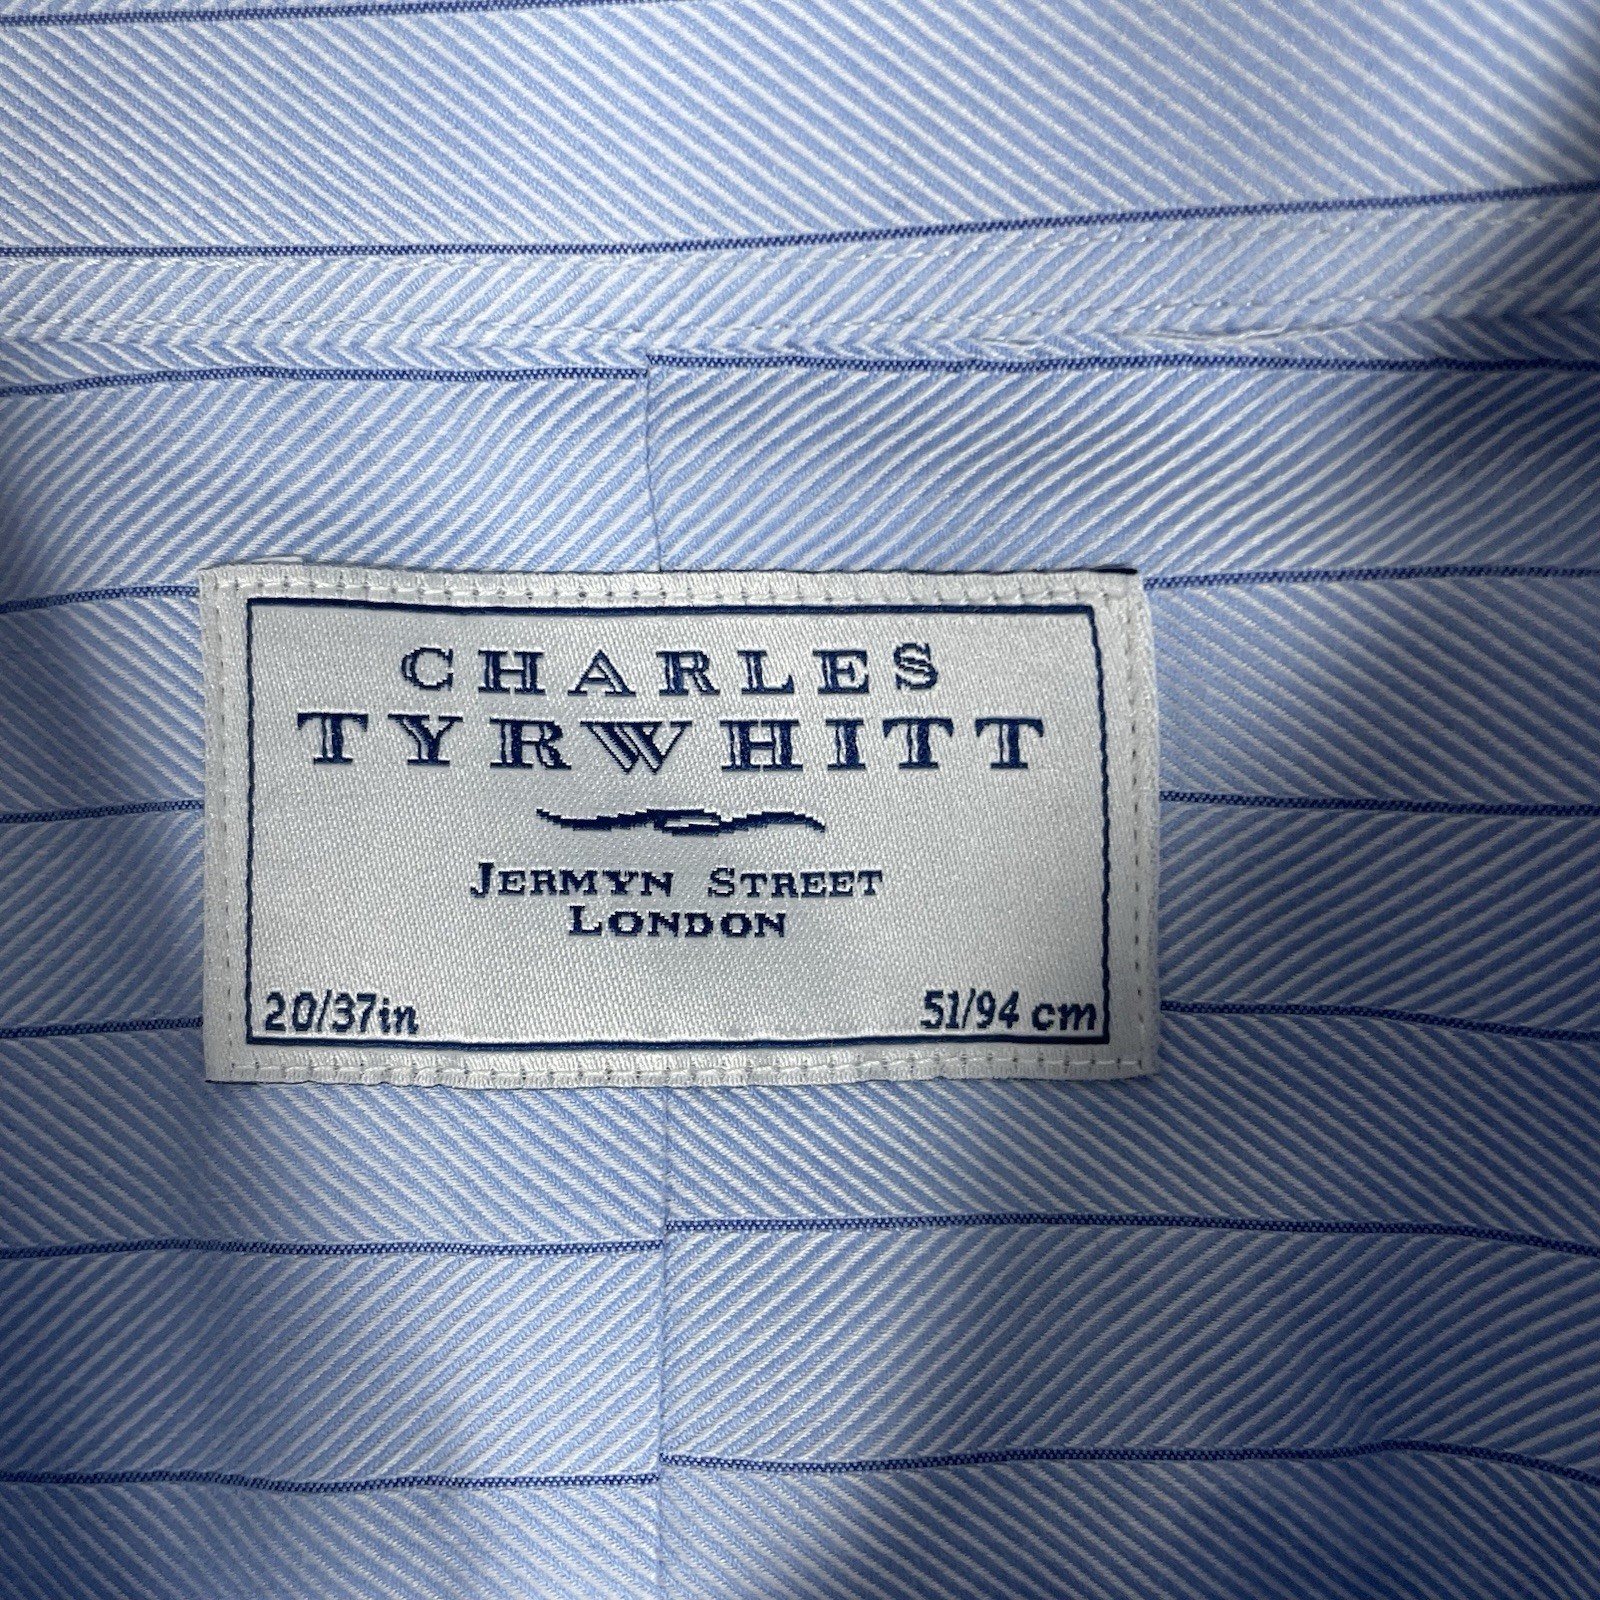 CHARLES
TYRWHITT
JERMYN STREET
LONDON
20/37in 51/94 cm